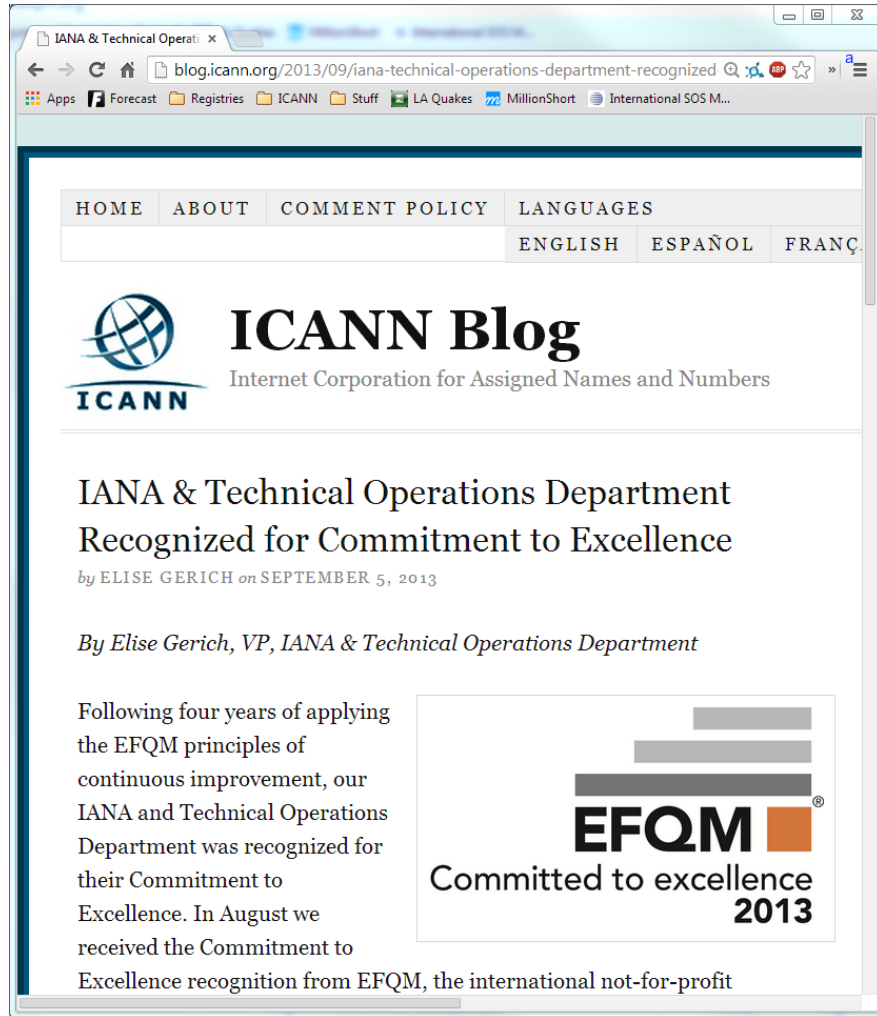 IANA & Technical Operati
blog.icann.org/2013/09/iana-technical-operations-department-recognized-
ABP
»
a
Apps Forecast Registries ICANN Stuff LA Quakes MillionShort International SOS M...
HOME ABOUT COMMENT POLICY LANGUAGES
ENGLISH ESPAÑOL FRANÇ
ICANN
ICANN Blog
Internet Corporation for Assigned Names and Numbers
IANA & Technical Operations Department
Recognized for Commitment to Excellence
by ELISE GERICH on SEPTEMBER 5, 2013
By Elise Gerich, VP, IANA & Technical Operations Department
Following four years of applying
the EFQM principles of
continuous improvement, our
IANA and Technical Operations
Department was recognized for
their Commitment to
Excellence. In August we
received the Commitment to
Excellence recognition from EFQM, the international not-for-profit
EFQM®
Committed to excellence
2013